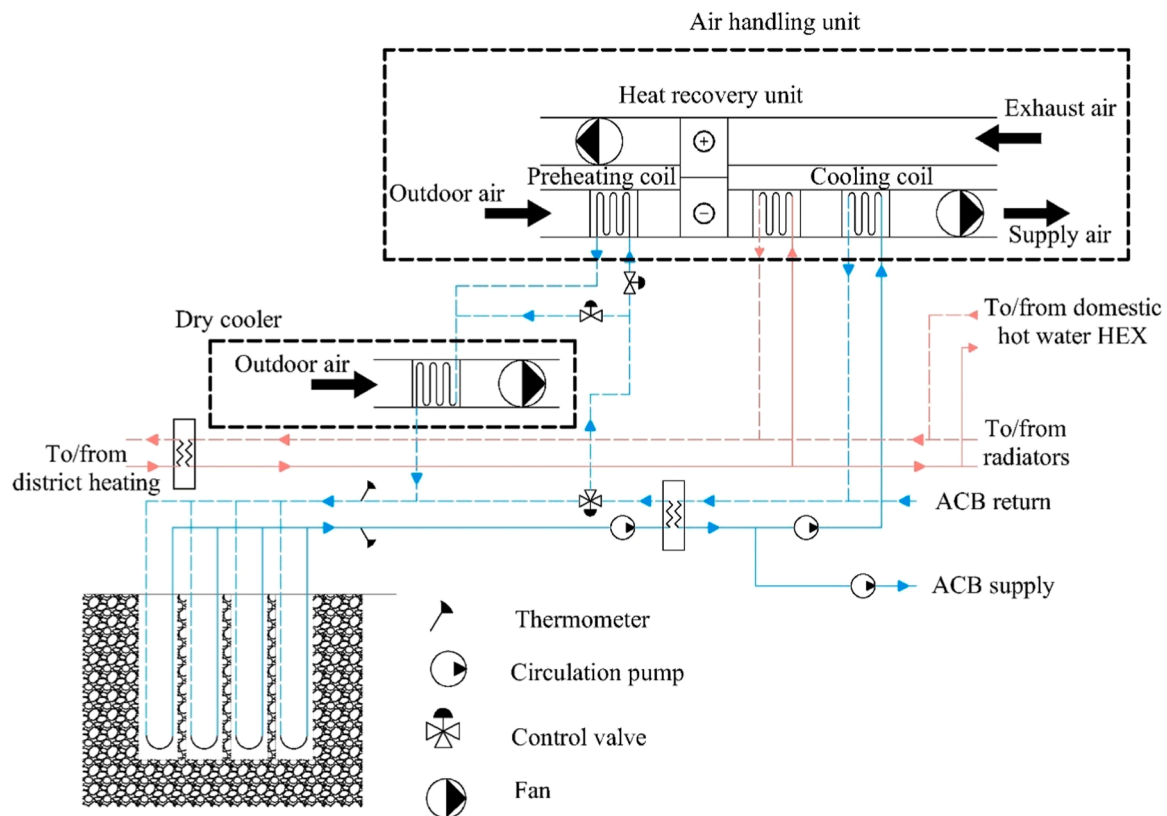 Air handling unit
Heat recovery unit
Exhaust air
Preheating coil
Cooling coil
Outdoor air
Supply air
Dry cooler
Outdoor air
To/from domestic
hot water HEX
To/from
district heating
To/from
radiators
ACB return
ACB supply
Thermometer
Circulation pump
Control valve
Fan